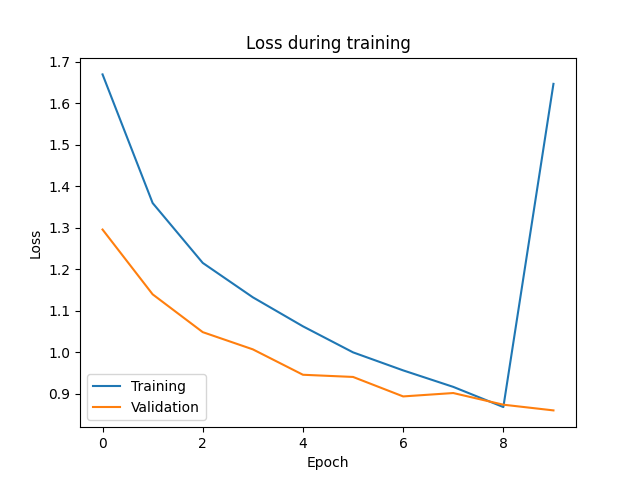 Loss during training
1.7
1.6
1.5
1.4
1.3
1.2
1.1
1.0
0.9
Loss
Training
Validation
0 2 4 6 8
Epoch